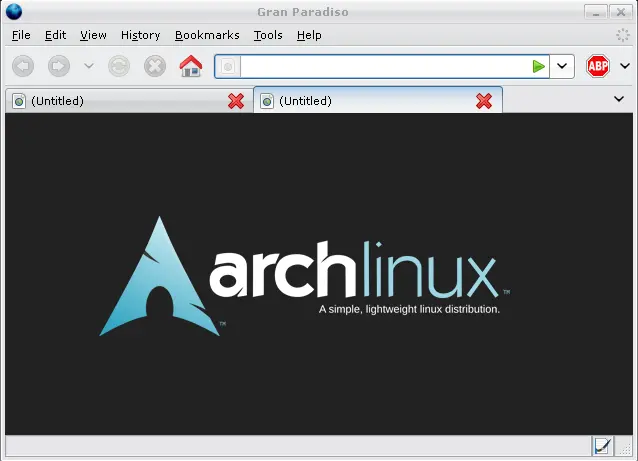 Gran Paradiso
File Edit View History Bookmarks Tools Help
ABP
(Untitled) (Untitled)
archlinux™
A simple, lightweight linux distribution.
™